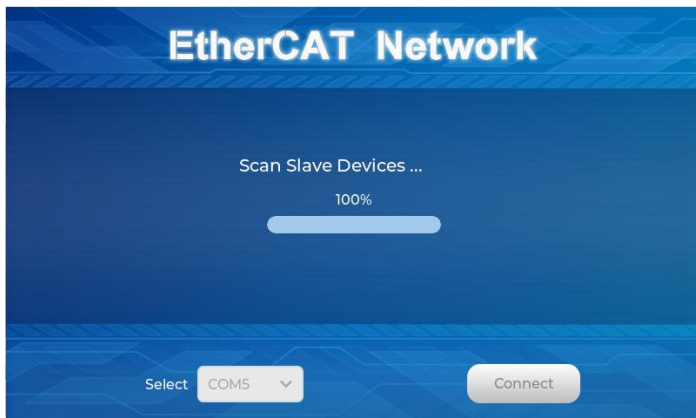 EtherCAT Network
Scan Slave Devices ...
100%
Select COM5 Connect